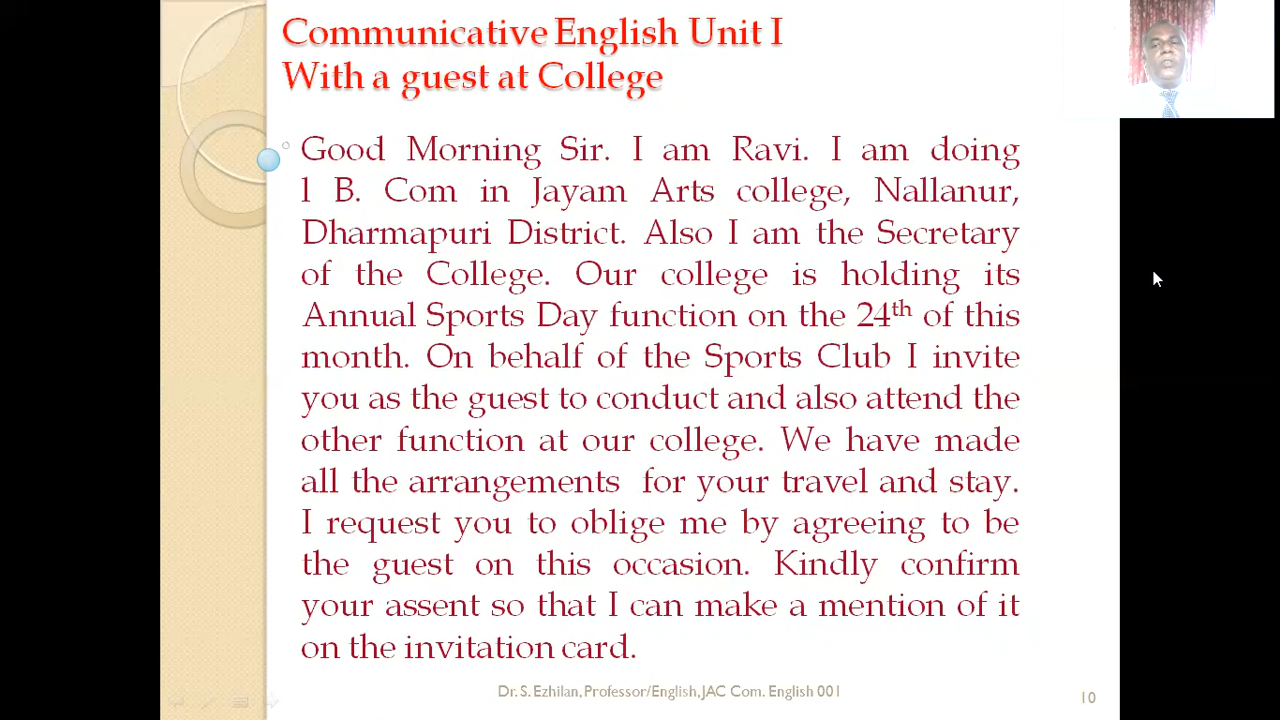 Communicative English Unit I
With a guest at College
Good Morning Sir. I am Ravi. I am doing
1 B. Com in Jayam Arts college, Nallanur,
Dharmapuri District. Also I am the Secretary
of the College. Our college is holding its
Annual Sports Day function on the 24th of this
month. On behalf of the Sports Club I invite
you as the guest to conduct and also attend the
other function at our college. We have made
all the arrangements for your travel and stay.
I request you to oblige me by agreeing to be
the guest on this occasion. Kindly confirm
your assent so that I can make a mention of it
on the invitation card.
Dr. S. Ezhilan, Professor/English, JAC Com. English 001
10